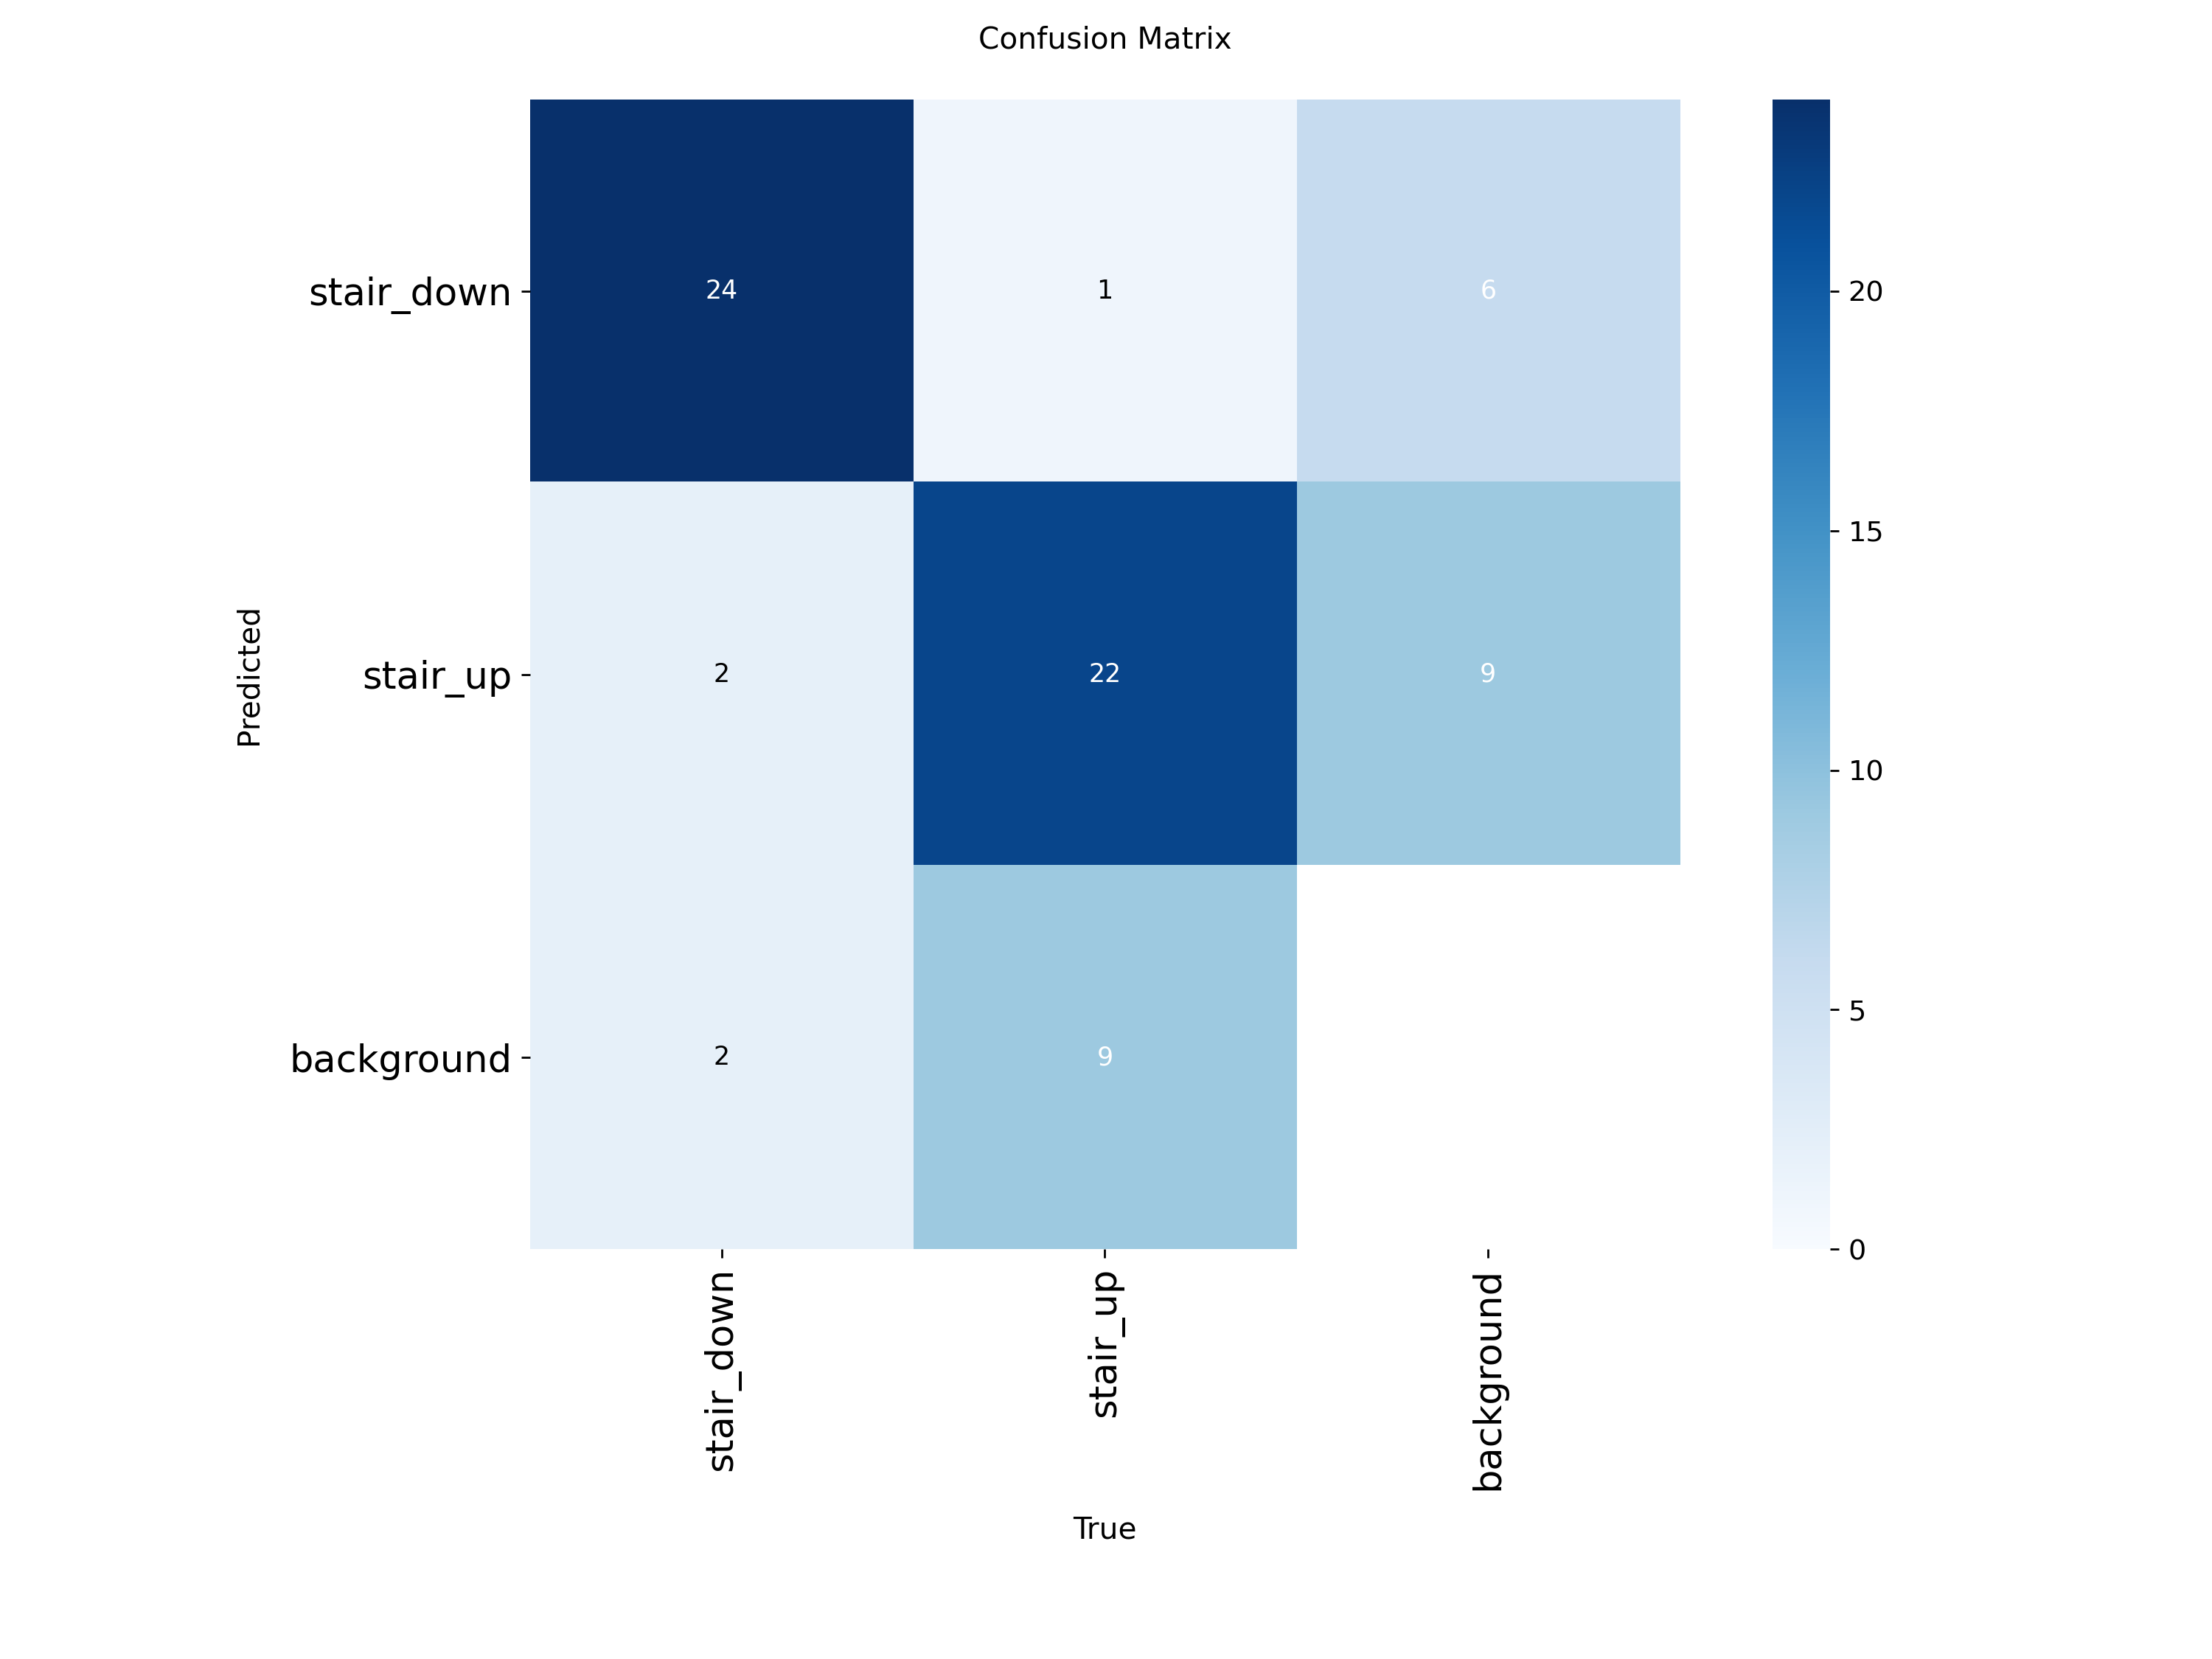 Confusion Matrix
Predicted
stair_down
24
1
6
stair_up
2
22
9
background
2
9
stair_down
stair_up
background
True
20
15
10
5
0